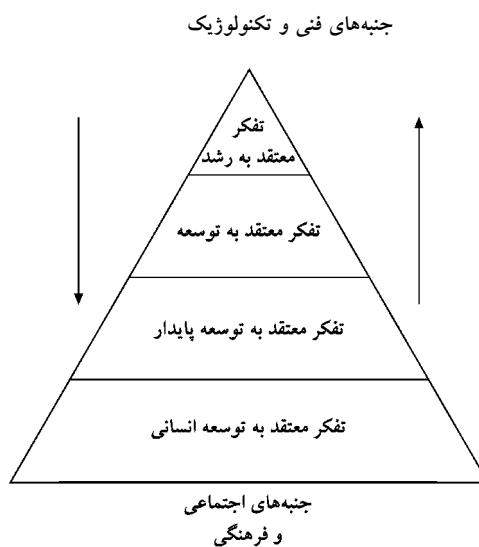 جنبه‌های فنی و تکنولوژیک
تفکر
معتقد به رشد
تفکر معتقد به توسعه
تفکر معتقد به توسعه پایدار
تفکر معتقد به توسعه انسانی
جنبه‌های اجتماعی
و فرهنگی